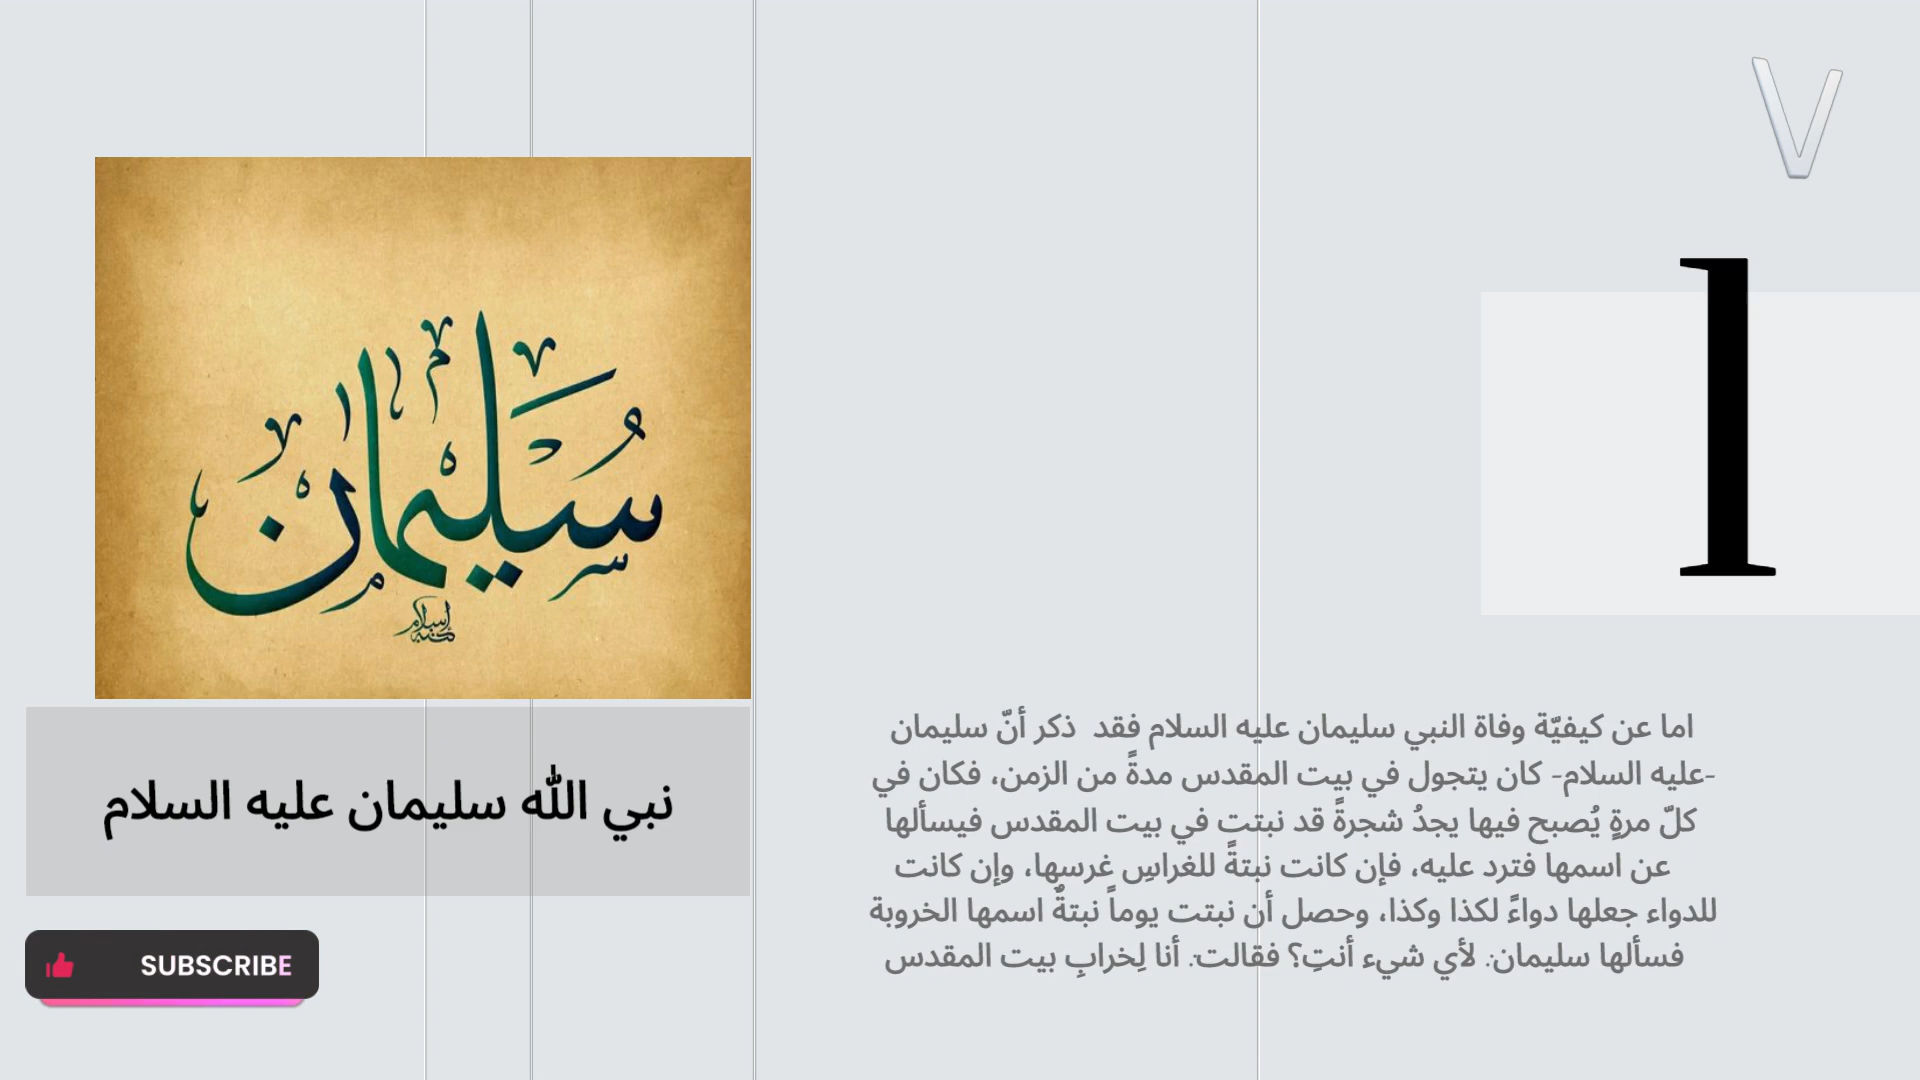 V
l
سُلَيْمَان
نبي الله سليمان عليه السلام
SUBSCRIBE
اما عن كيفيّة وفاة النبي سليمان عليه السلام فقد ذكر أنّ سليمان
-عليه السلام- كان يتجول في بيت المقدس مدةً من الزمن، فكان في
كلّ مرةٍ يُصبح فيها يجدُ شجرةً قد نبتت في بيت المقدس فيسألها
عن اسمها فترد عليه، فإن كانت نبتةً للغراسِ غرسها، وإن كانت
للدواء جعلها دواءً لكذا وكذا، وحصل أن نبتت يوماً نبتةٌ اسمها الخروبة
فسألها سليمان: لأي شيء أنتِ؟ فقالت: أنا لِخرابِ بيت المقدس